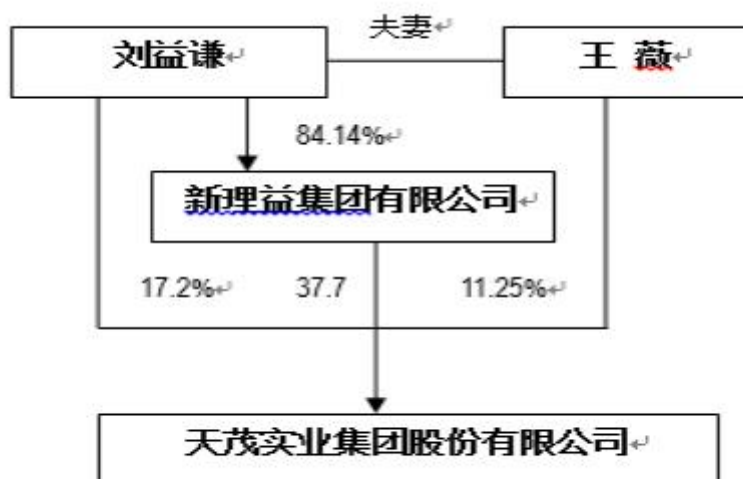 夫妻
刘益谦
王 薇
84.14%
新理益集团有限公司
17.2% 37.7 11.25%
天茂实业集团股份有限公司